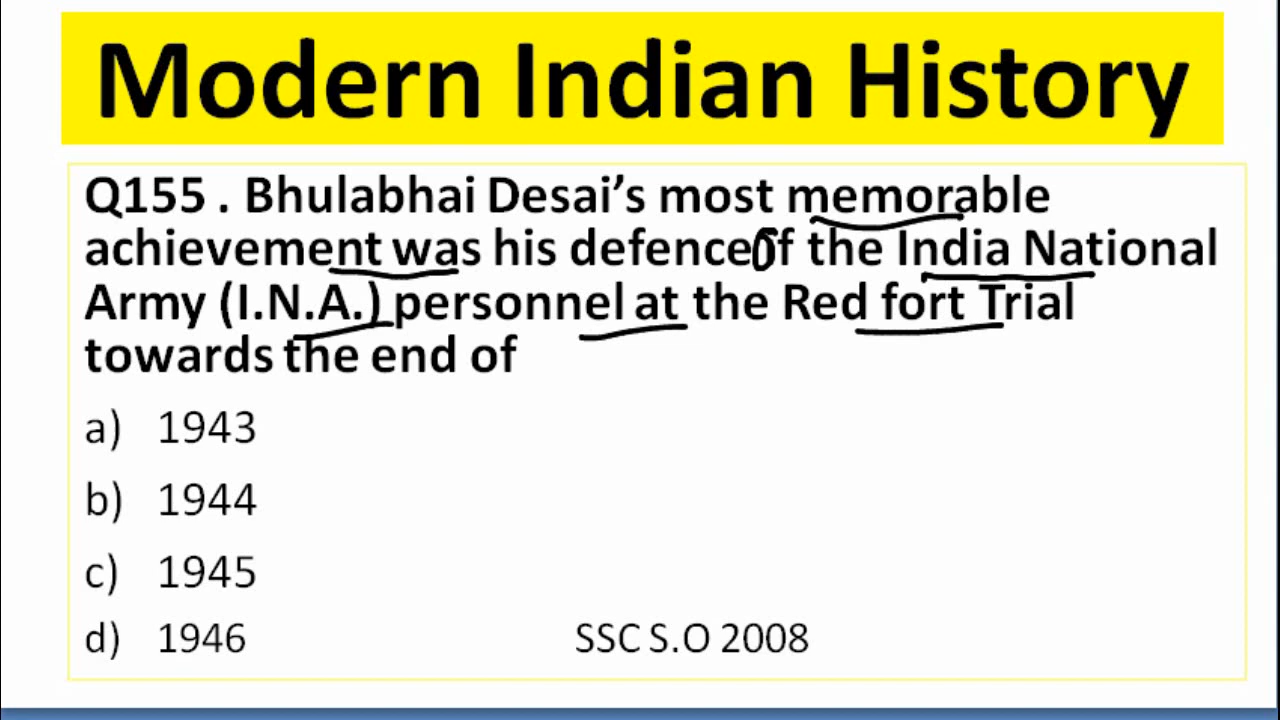 Modern Indian History
Q155 . Bhulabhai Desai's most memorable
achievement was his defence of the India National
Army (I.N.A.) personnel at the Red fort Trial
towards the end of
a) 1943
b) 1944
c) 1945
d) 1946 SSC S.O 2008